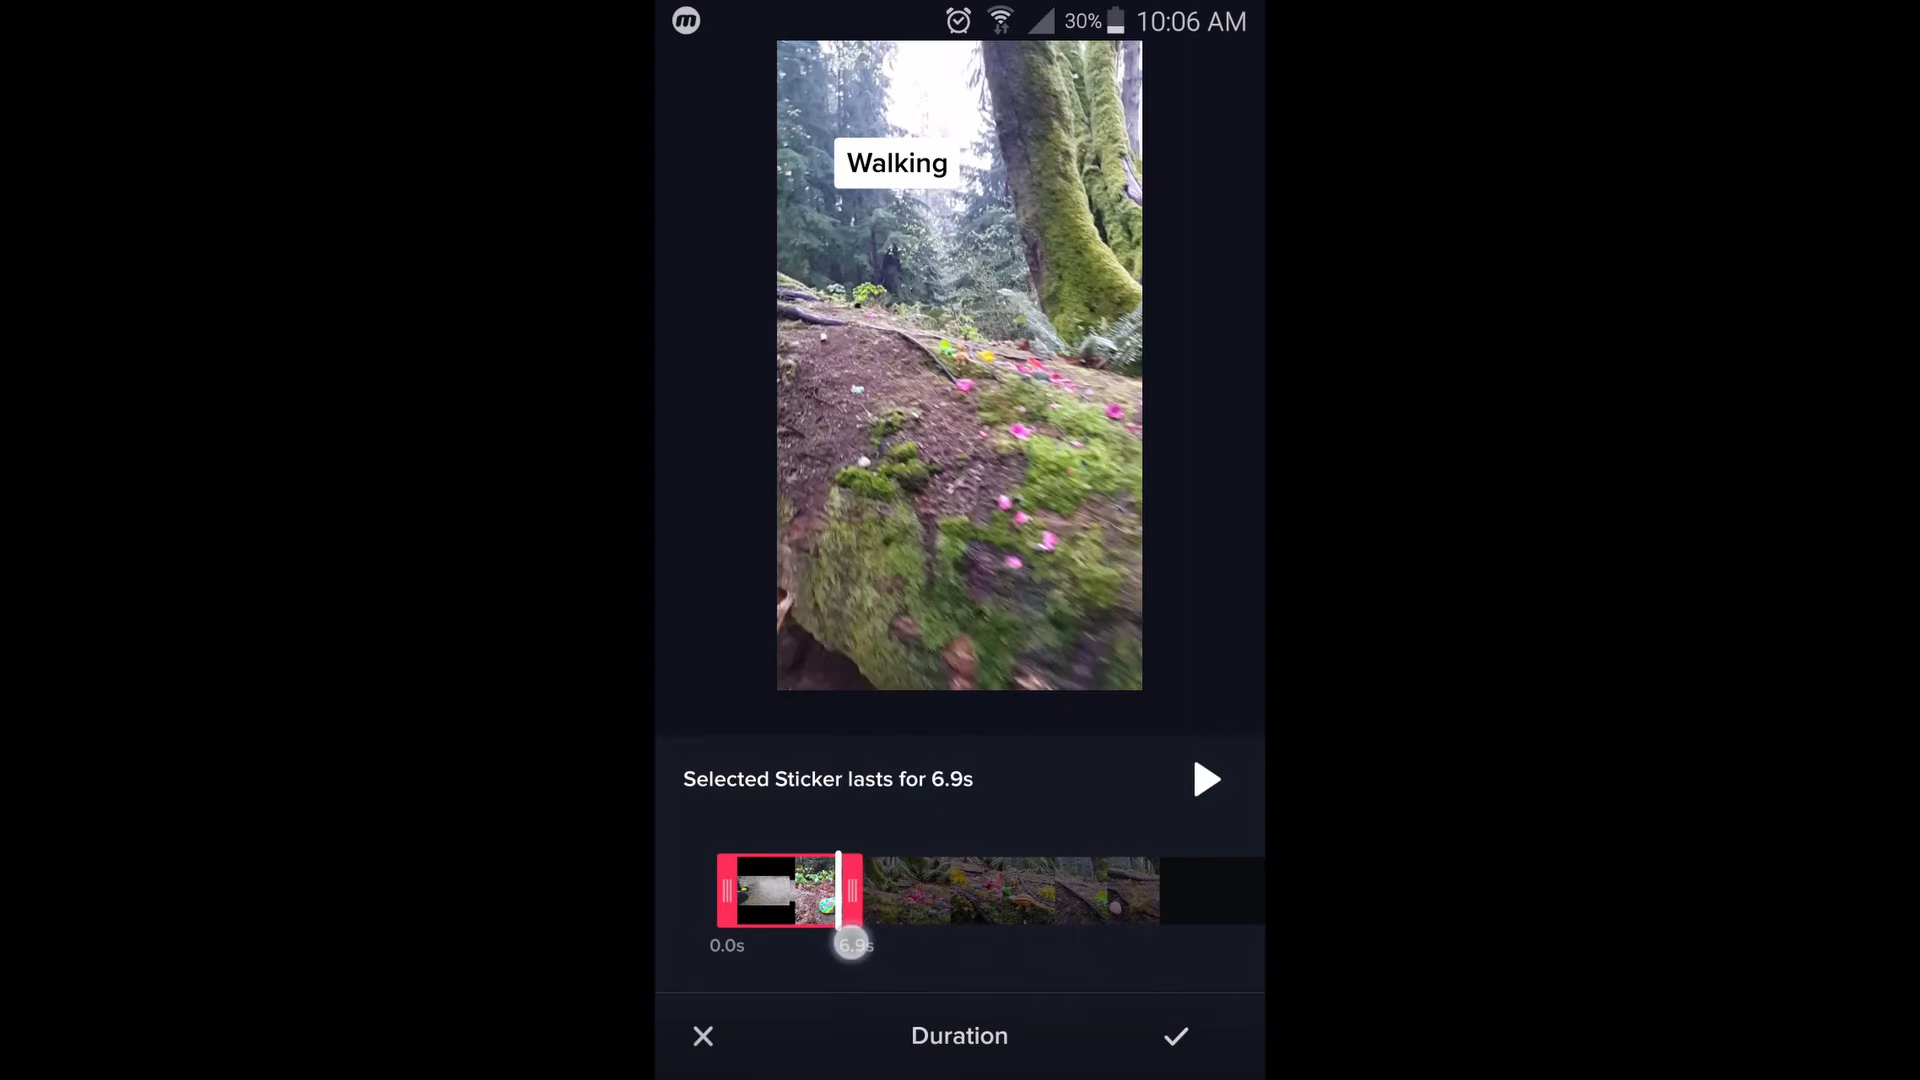 30% 10:06 AM
Walking
Selected Sticker lasts for 6.9s
0.0s 6.9s
Duration